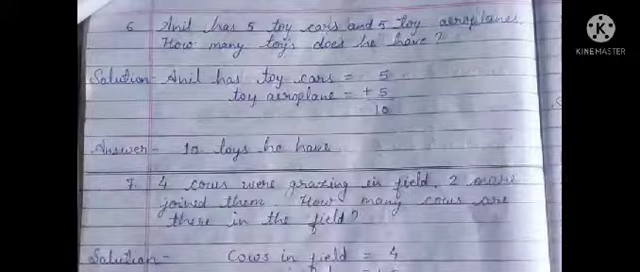 6 Anil has 5 toy cars and 5 toy aeroplanes.
How many toys does he have?
KINEMASTER
Solution- Anil has toy cars = 5
toy aeroplane = + 5
10
Answer- 10 toys he have
7. 4 cows were grazing in field. 2 more
joined them. How many cows are
there in the field?
Solution- Cows in field = 4